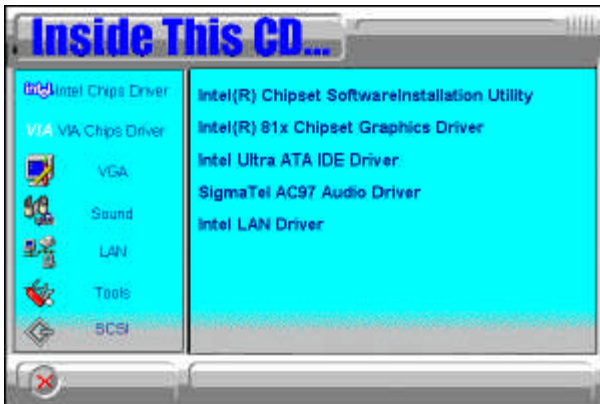 Inside This CD...
intel Intel Chips Driver
VIA VIA Chips Driver
VGA
Sound
LAN
Tools
SCSI
Intel(R) Chipset SoftwareInstallation Utility
Intel(R) 81x Chipset Graphics Driver
Intel Ultra ATA IDE Driver
SigmaTel AC97 Audio Driver
Intel LAN Driver